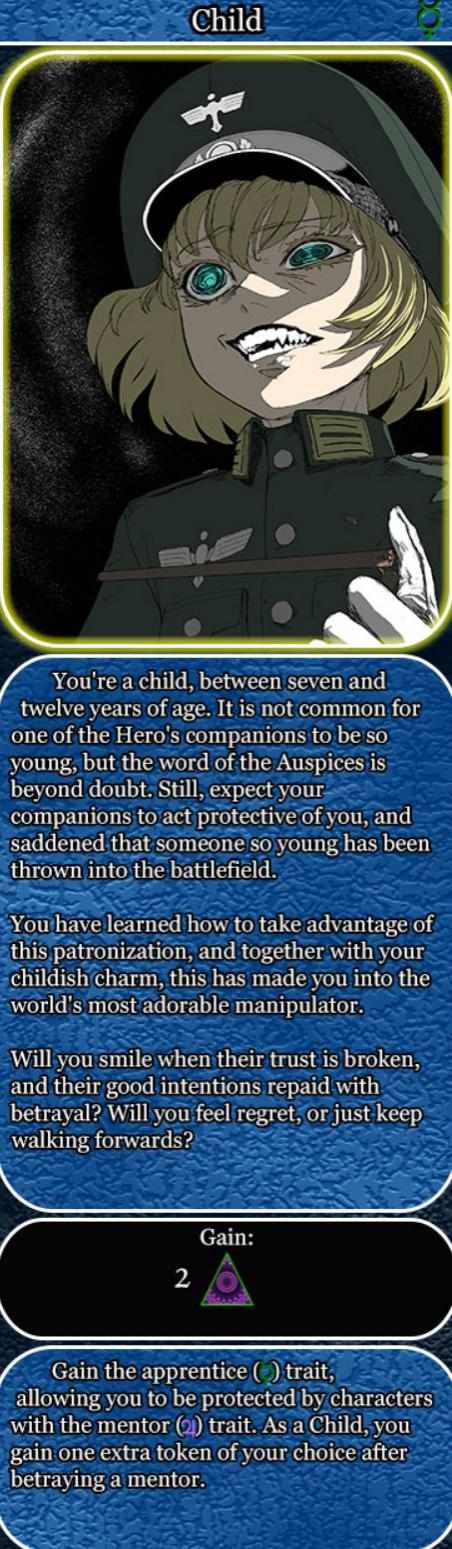 Child
You're a child, between seven and
twelve years of age. It is not common for
one of the Hero's companions to be so
young, but the word of the Auspices is
beyond doubt. Still, expect your
companions to act protective of you, and
saddened that someone so young has been
thrown into the battlefield.
You have learned how to take advantage of
this patronization, and together with your
childish charm, this has made you into the
world's most adorable manipulator.
Will you smile when their trust is broken,
and their good intentions repaid with
betrayal? Will you feel regret, or just keep
walking forwards?
Gain:
2
Gain the apprentice (☿) trait,
allowing you to be protected by characters
with the mentor (♃) trait. As a Child, you
gain one extra token of your choice after
betraying a mentor.